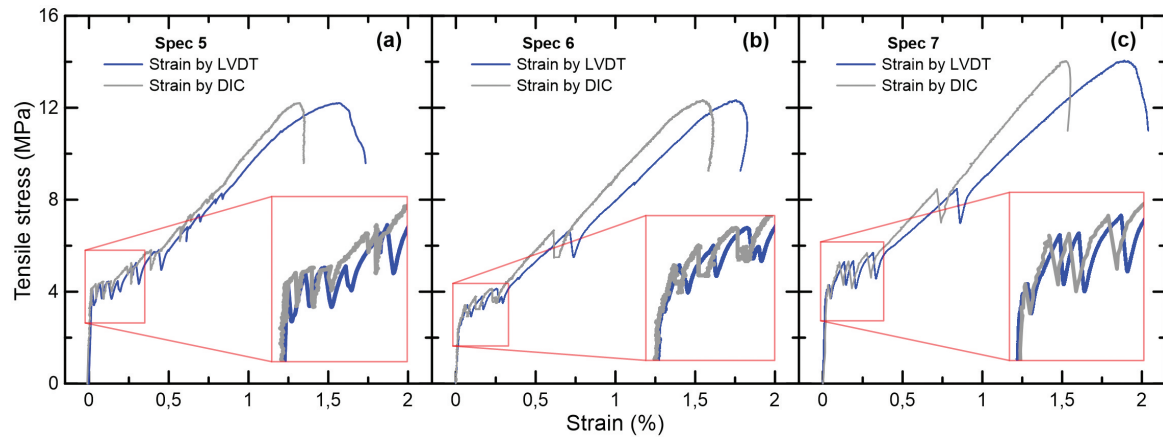 16
12
8
4
0
Tensile stress (MPa)
Spec 5
(a)
Strain by LVDT
Strain by DIC
Spec 6
(b)
Strain by LVDT
Strain by DIC
Spec 7
(c)
Strain by LVDT
Strain by DIC
0 0,5 1 1,5 2 0 0,5 1 1,5 2 0 0,5 1 1,5 2
Strain (%)